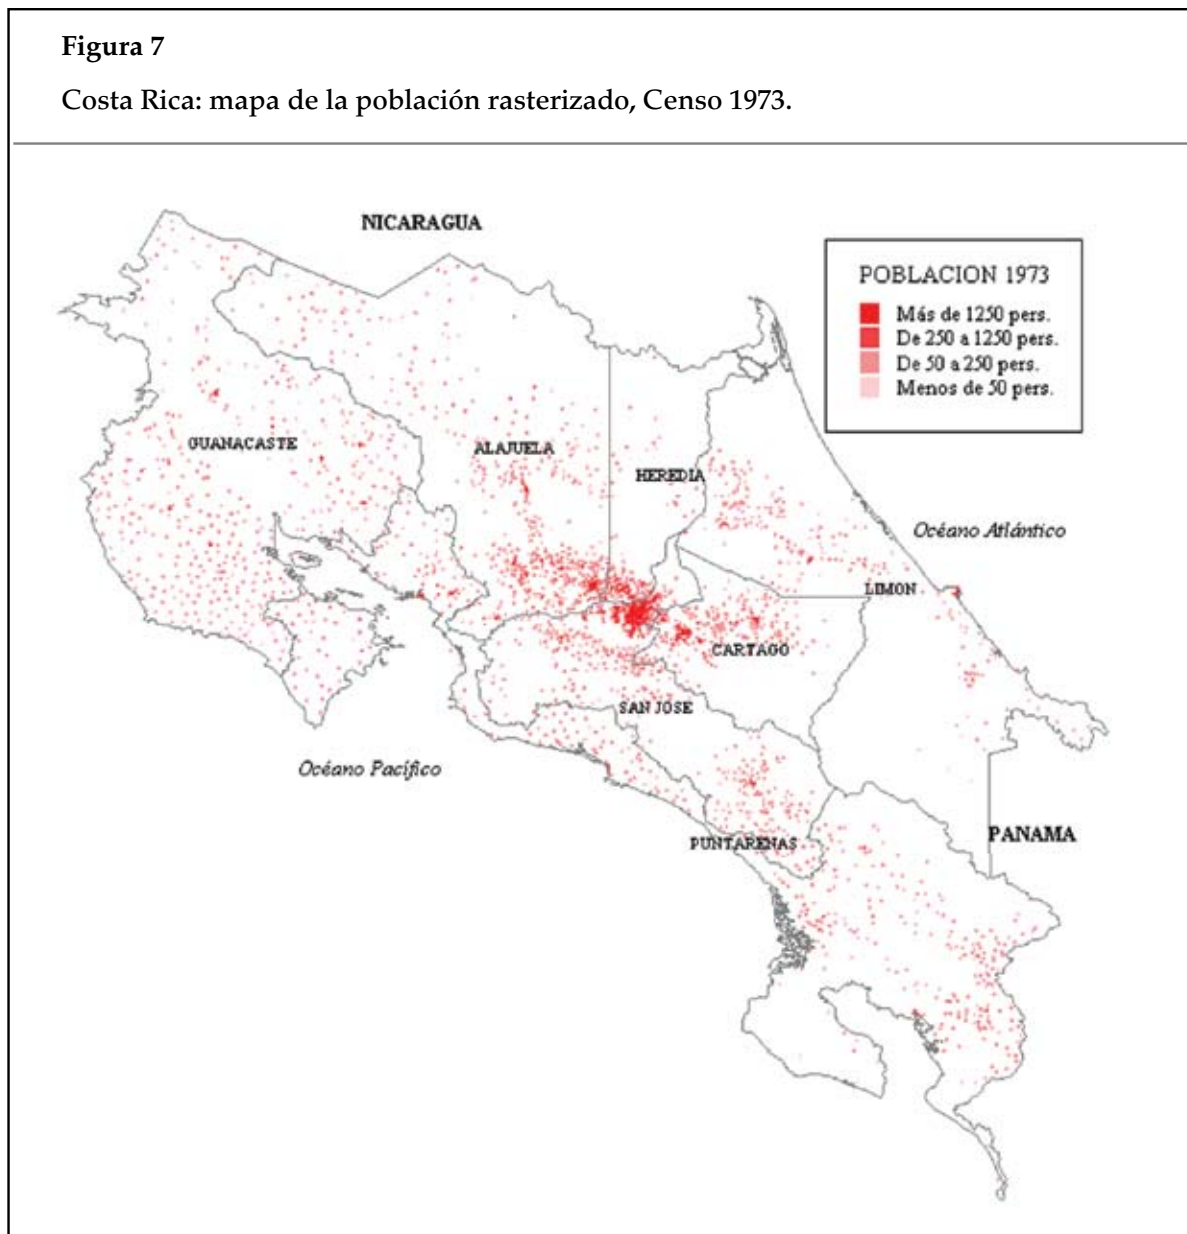 Figura 7
Costa Rica: mapa de la población rasterizado, Censo 1973.
NICARAGUA
POBLACION 1973
Más de 1250 pers.
De 250 a 1250 pers.
De 50 a 250 pers.
Menos de 50 pers.
GUANACASTE
ALAJUELA
HEREDIA
Océano Atlántico
LIMON
CARTAGO
SAN JOSE
Océano Pacífico
PUNTARENAS
PANAMA